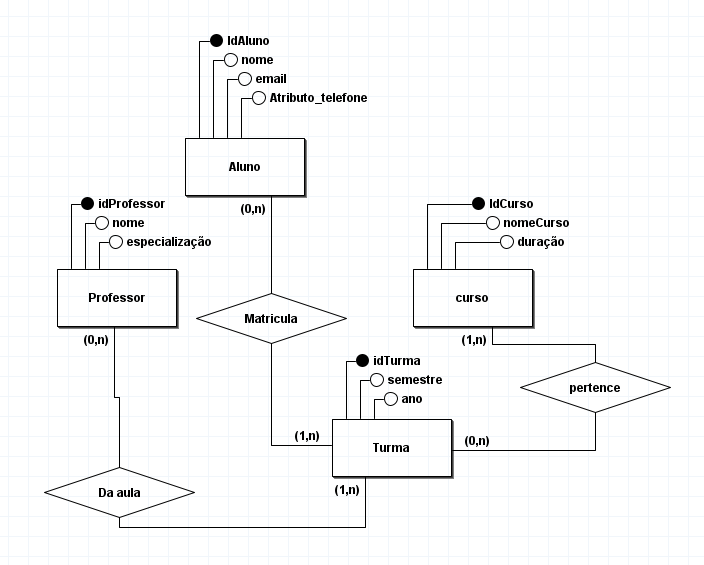 IdAluno
nome
email
Atributo_telefone
Aluno
(0,n)
idProfessor
nome
especialização
Professor
(0,n)
IdCurso
nomeCurso
duração
curso
(1,n)
Matricula
pertence
idTurma
semestre
ano
Turma
(1,n)
(0,n)
(1,n)
Da aula